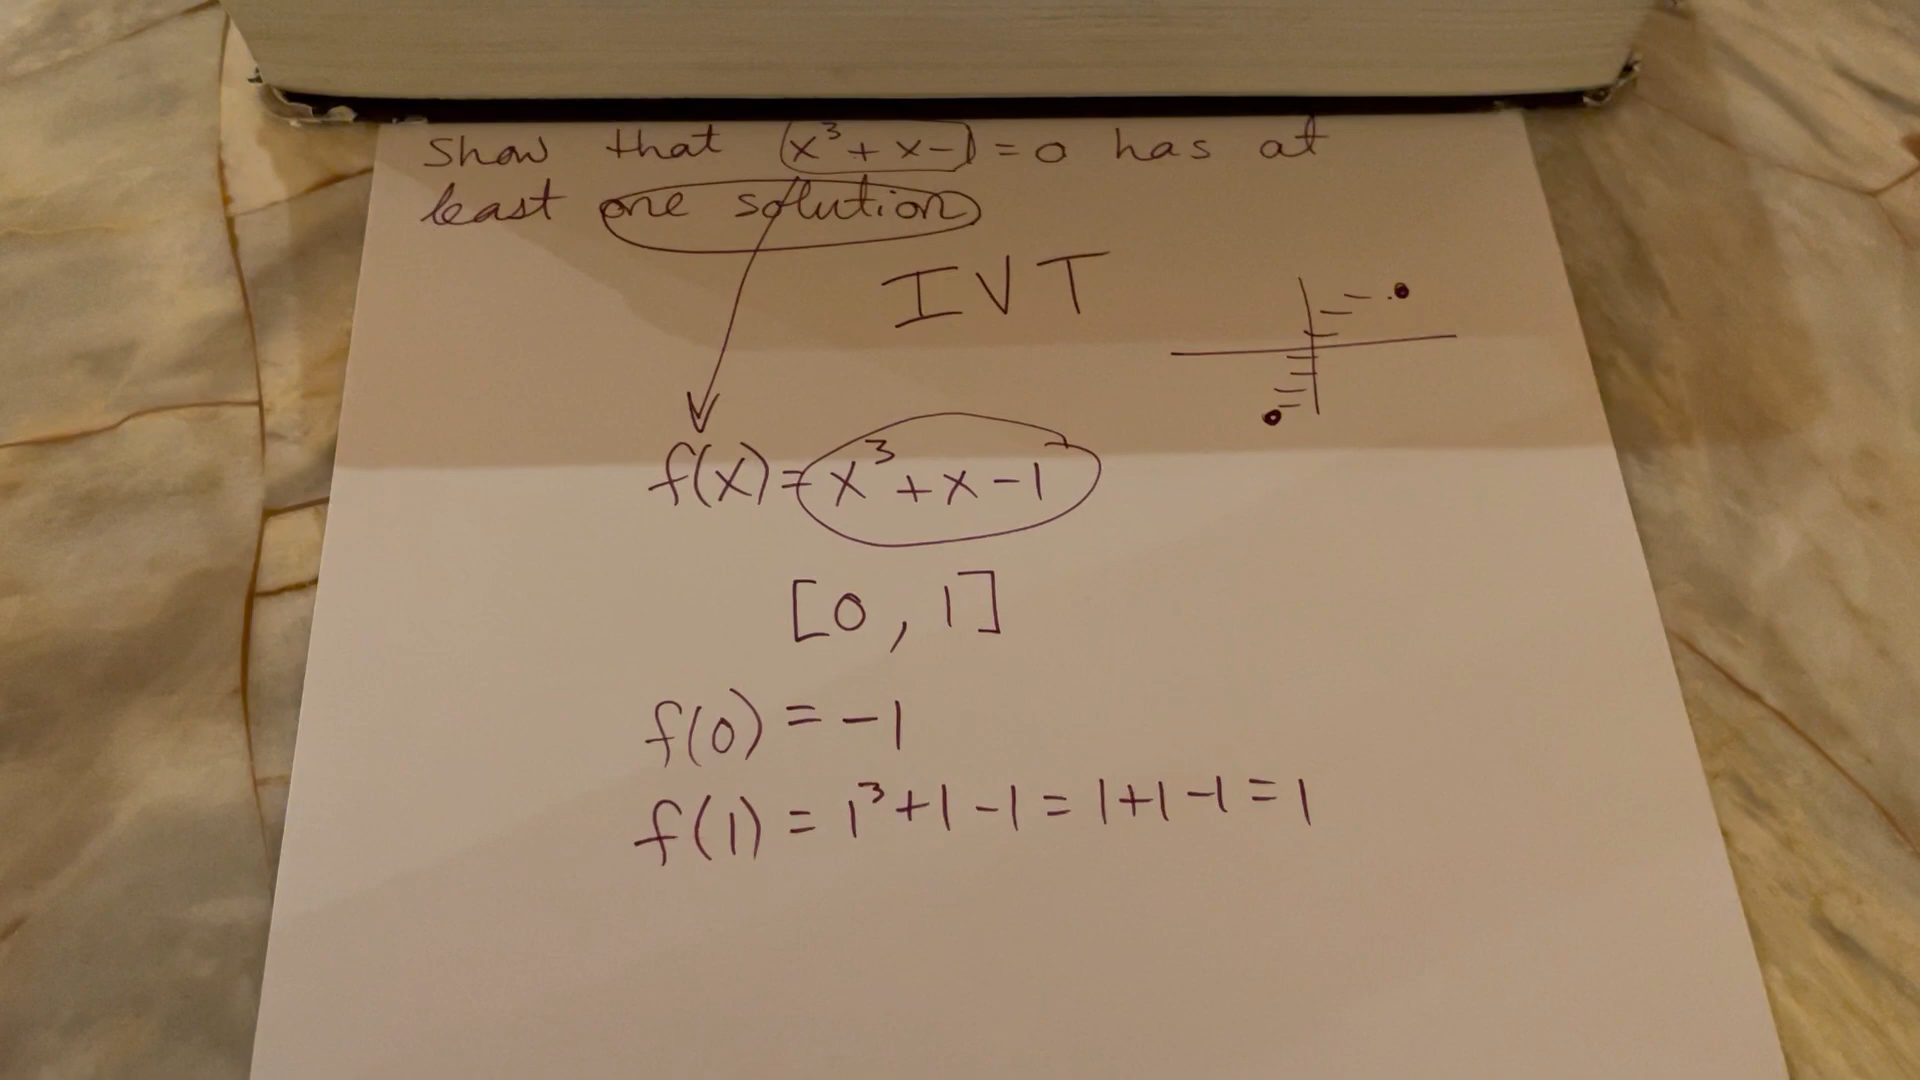 Show that (x³ + x - 1) = 0 has at
least one solution
IVT
f(x) = x³ + x - 1
[0, 1]
f(0) = -1
f(1) = 1³ + 1 - 1 = 1 + 1 - 1 = 1